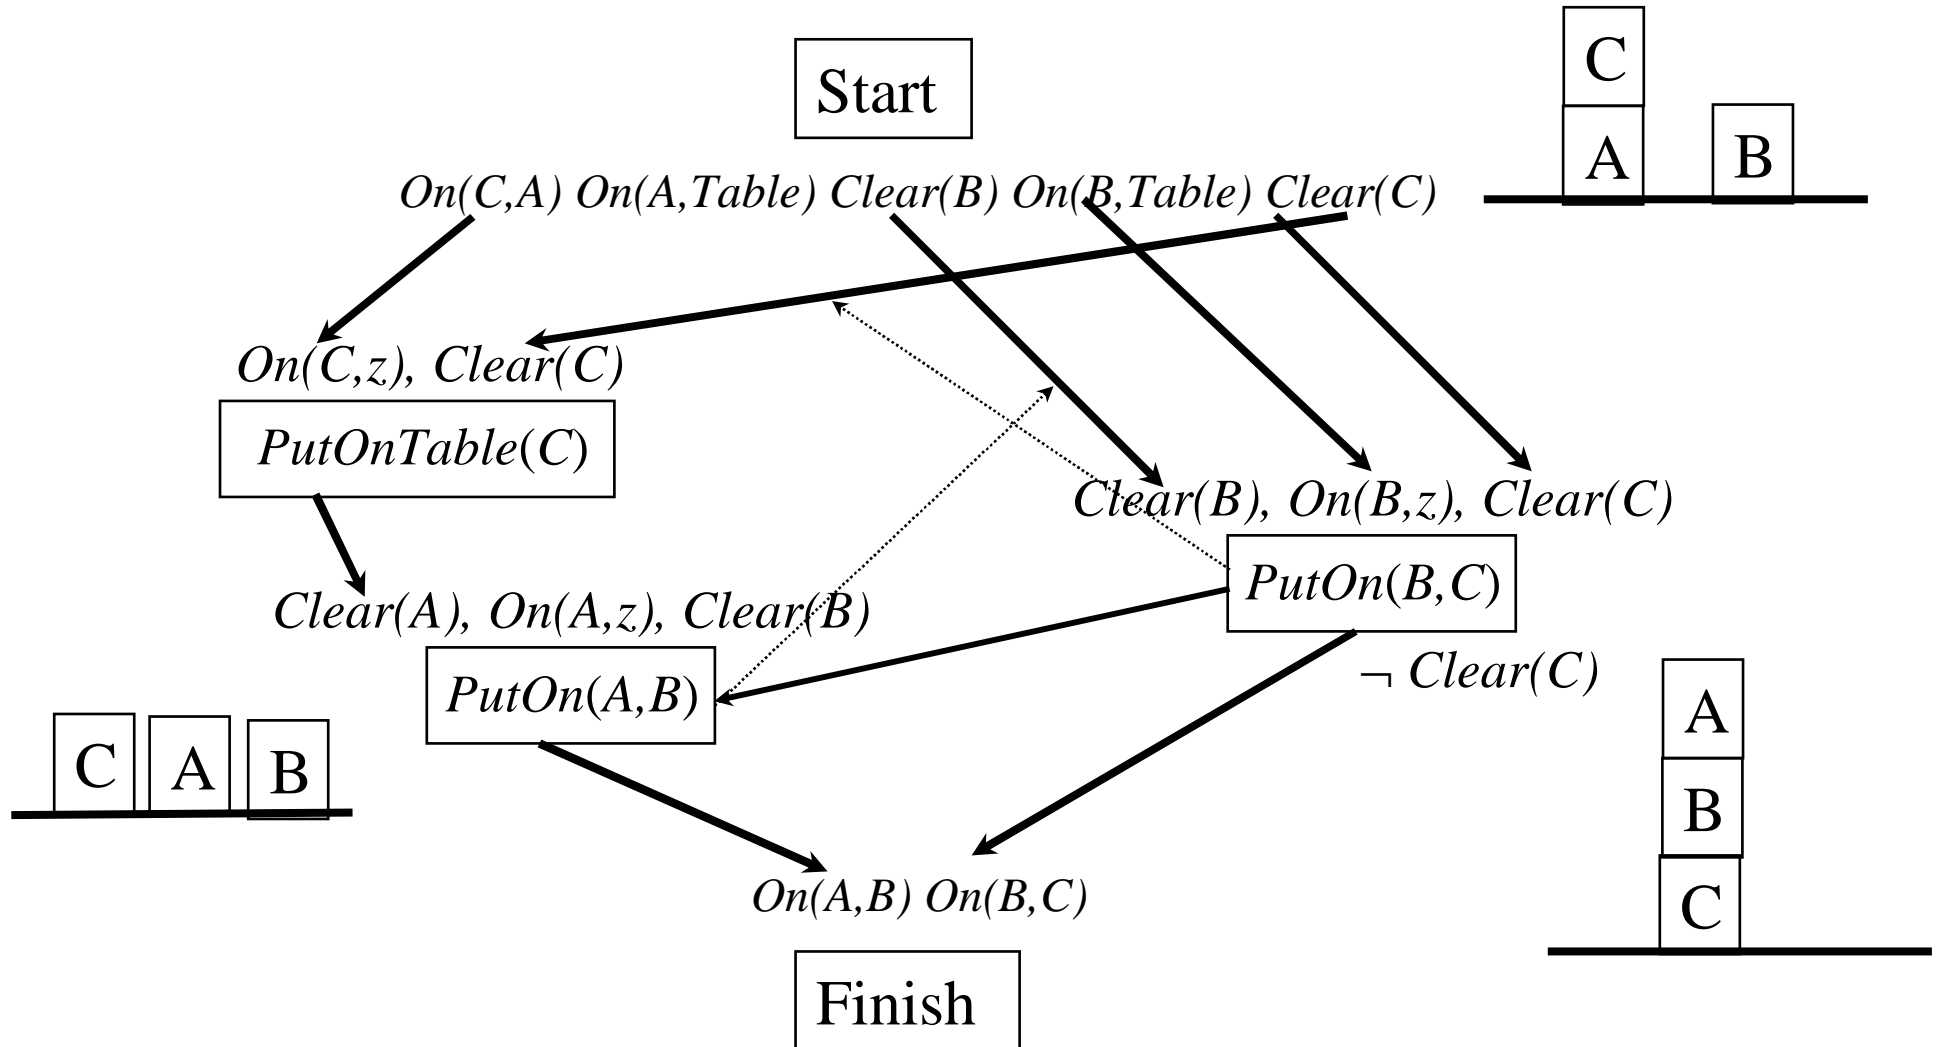 C
Start
A
B
On(C,A) On(A,Table) Clear(B) On(B,Table) Clear(C)
On(C,z), Clear(C)
PutOnTable(C)
Clear(B), On(B,z), Clear(C)
PutOn(B,C)
Clear(A), On(A,z), Clear(B)
¬ Clear(C)
PutOn(A,B)
A
C A B
B
On(A,B) On(B,C)
C
Finish